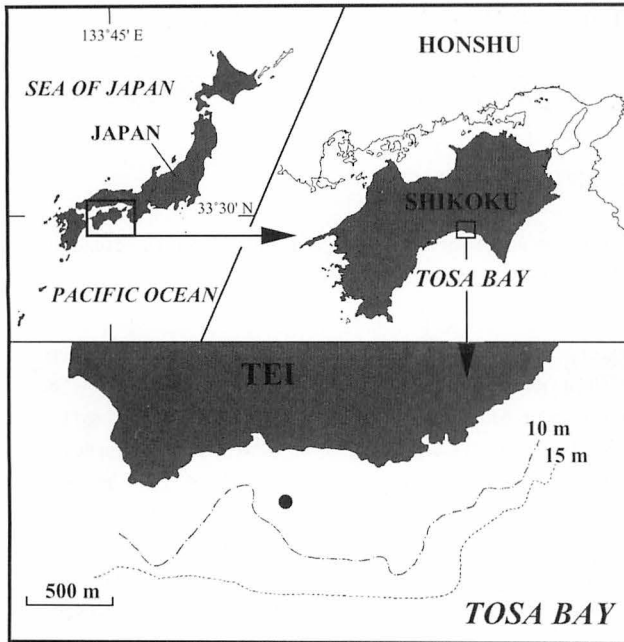 133°45' E
SEA OF JAPAN
JAPAN
33°30' N
PACIFIC OCEAN
HONSHU
SHIKOKU
TOSA BAY
TEI
10 m
15 m
500 m
TOSA BAY